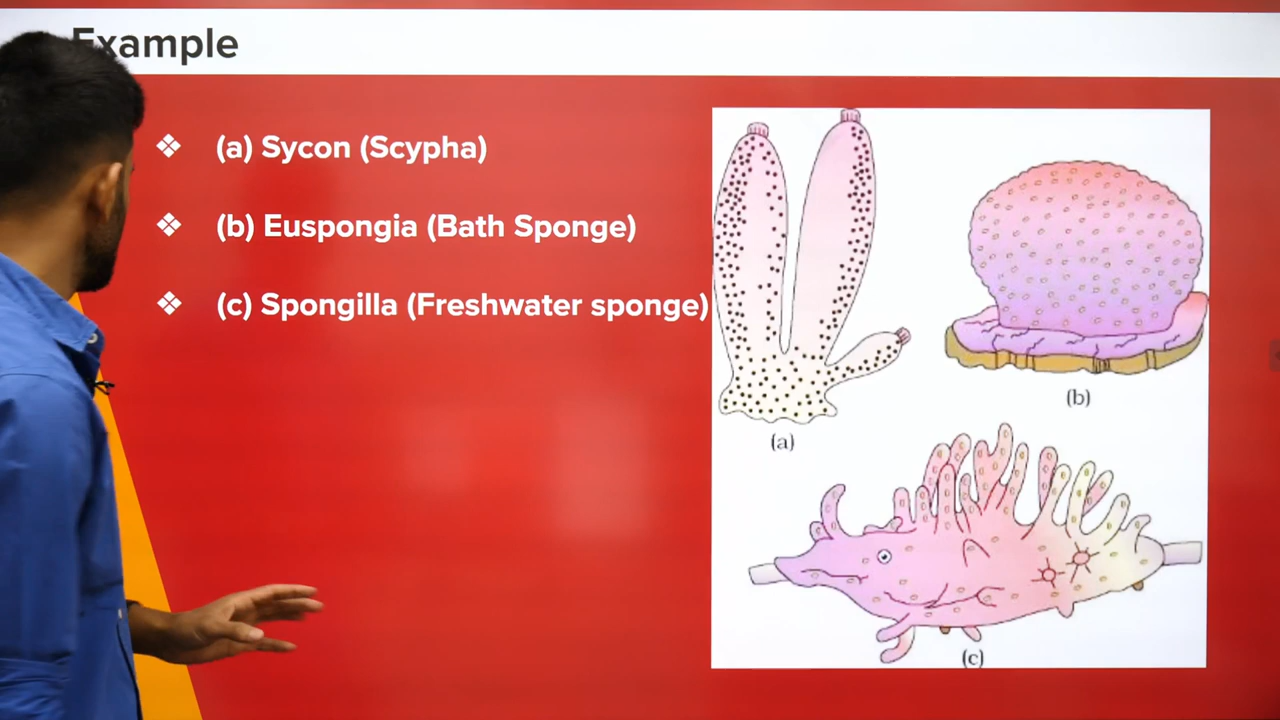 Example
❖ (a) Sycon (Scypha)
❖ (b) Euspongia (Bath Sponge)
❖ (c) Spongilla (Freshwater sponge)
(a)
(b)
(c)